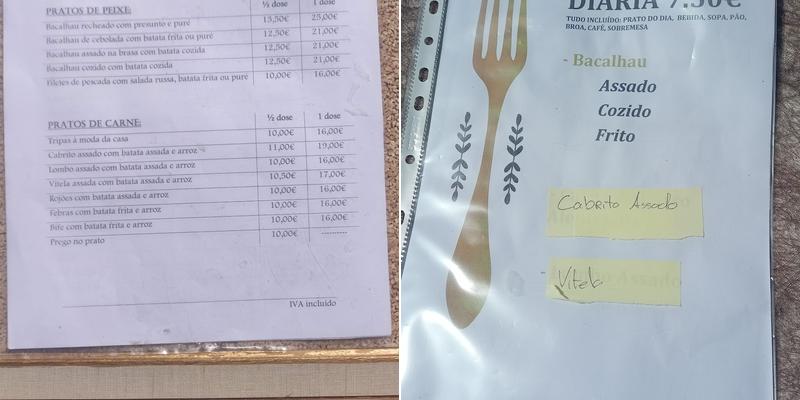 PRATOS DE PEIXE: ½ dose 1 dose
Bacalhau recheado com presunto e puré 13,50€ 25,00€
Bacalhau de cebolada com batata frita ou puré 12,50€ 21,00€
Bacalhau assado na brasa com batata cozida 12,50€ 21,00€
Bacalhau cozido com batata cozida 12,50€ 21,00€
Filetes de pescada com salada russa, batata frita ou puré 10,00€ 16,00€
PRATOS DE CARNE: ½ dose 1 dose
Tripas à moda da casa 10,00€ 16,00€
Cabrito assado com batata assada e arroz 11,00€ 19,00€
Lombo assado com batata assada e arroz 10,00€ 16,00€
Vitela assada com batata assada e arroz 10,50€ 17,00€
Rojões com batata assada e arroz 10,00€ 16,00€
Febras com batata frita e arroz 10,00€ 16,00€
Bife com batata frita e arroz 10,00€ 16,00€
Prego no prato 10,00€ ----------
IVA incluído
DIÁRIA 7.50€
TUDO INCLUÍDO: PRATO DO DIA, BEBIDA, SOPA, PÃO,
BROA, CAFÉ, SOBREMESA
- Bacalhau
Assado
Cozido
Frito
Cabrito Assado
Vitela